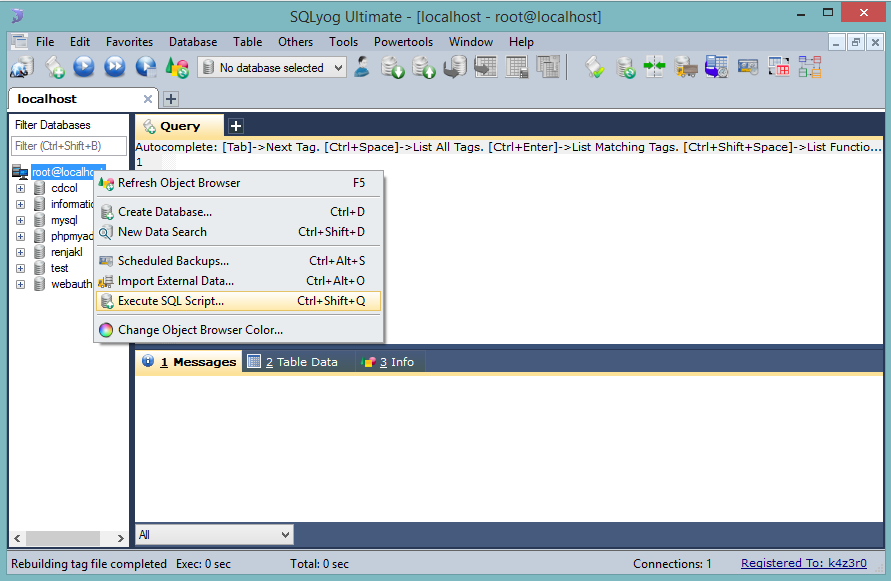 SQLyog Ultimate - [localhost - root@localhost]
File Edit Favorites Database Table Others Tools Powertools Window Help
No database selected
localhost
Filter Databases
Filter (Ctrl+Shift+B)
Query
Autocomplete: [Tab]->Next Tag. [Ctrl+Space]->List All Tags. [Ctrl+Enter]->List Matching Tags. [Ctrl+Shift+Space]->List Functio...
1
root@localhost
cdcol
informatio
mysql
phpmyad
renjakl
test
webauth
Refresh Object Browser F5
Create Database... Ctrl+D
New Data Search Ctrl+Shift+D
Scheduled Backups... Ctrl+Alt+S
Import External Data... Ctrl+Alt+O
Execute SQL Script... Ctrl+Shift+Q
Change Object Browser Color...
1 Messages 2 Table Data 3 Info
All
Rebuilding tag file completed Exec: 0 sec Total: 0 sec Connections: 1 Registered To: k4z3r0